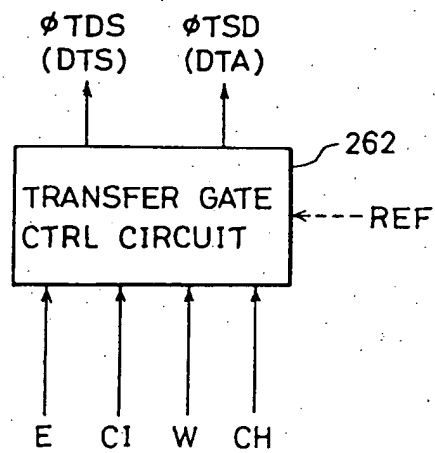 φTDS φTSD
(DTS) (DTA)
262
TRANSFER GATE
CTRL CIRCUIT
REF
E CI W CH